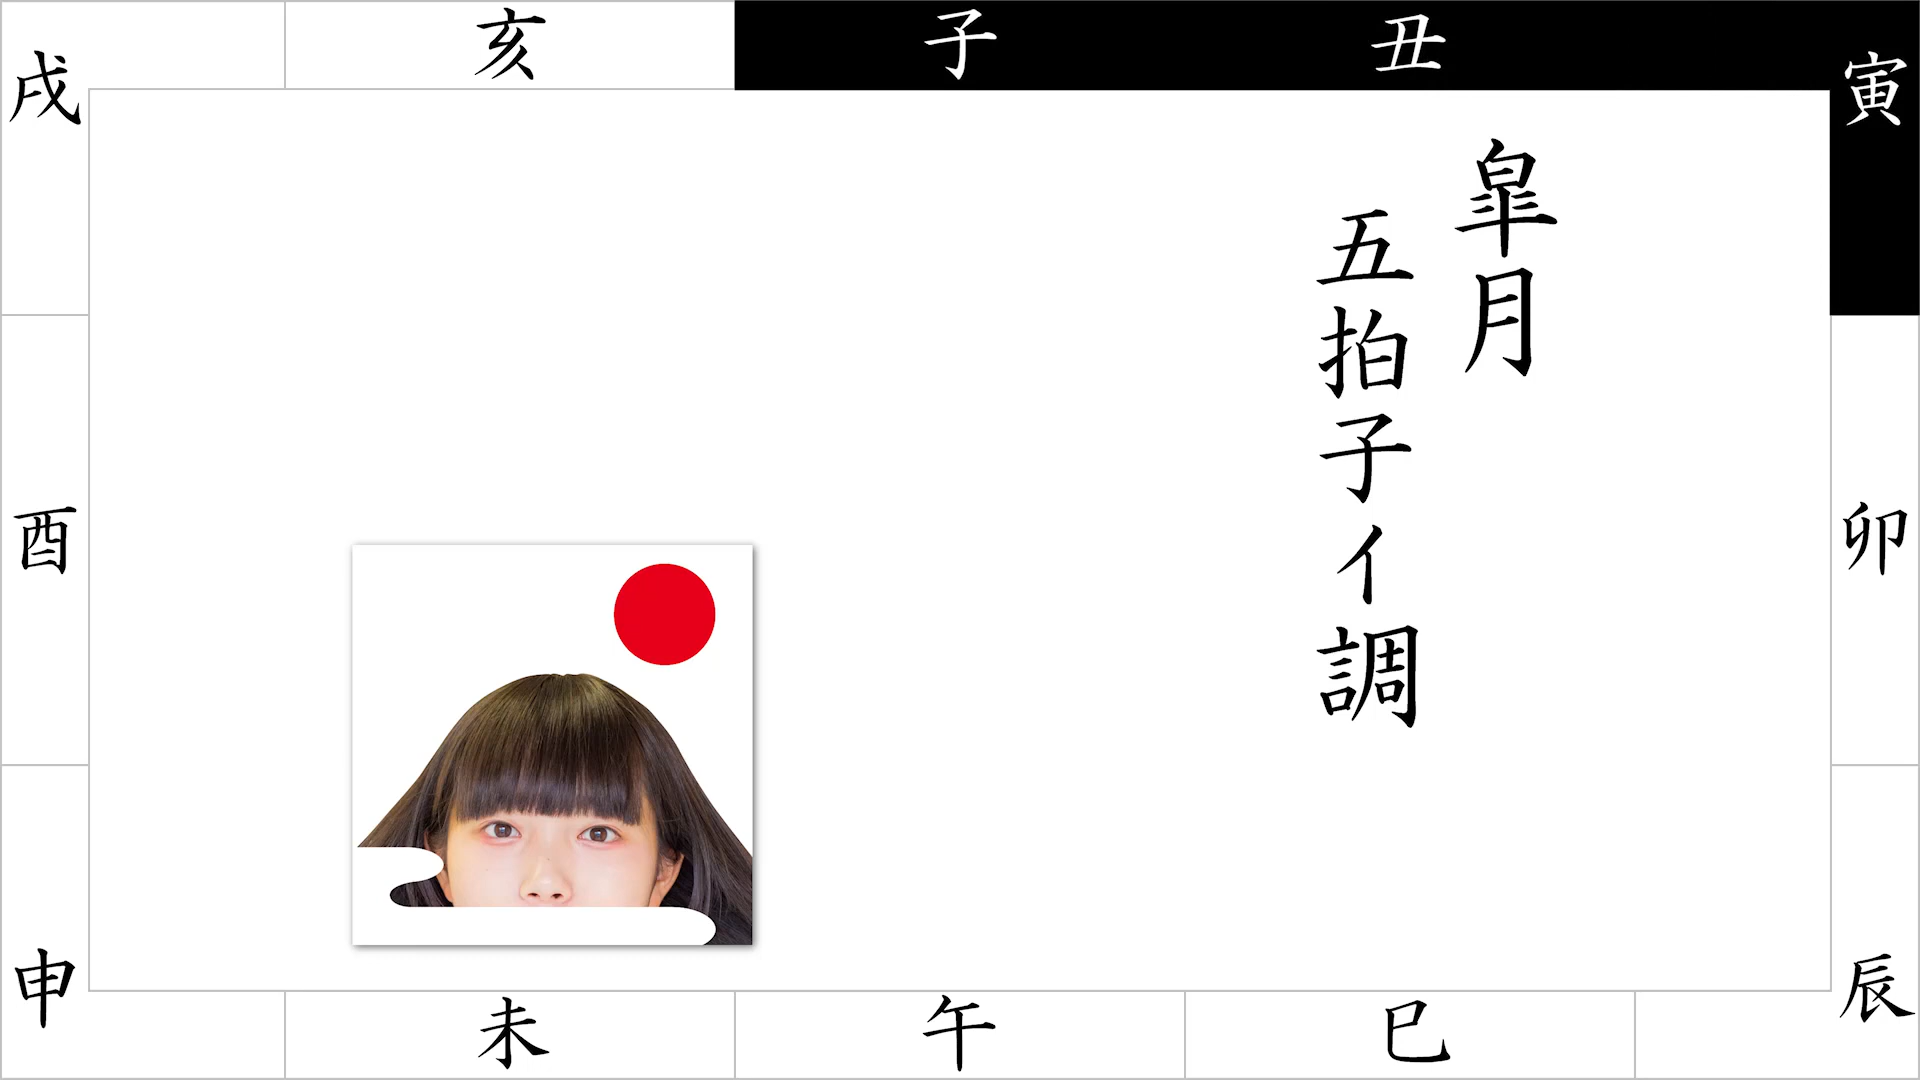 子
丑
寅
卯
辰
巳
午
未
申
酉
戌
亥
皐月
五拍子イ調